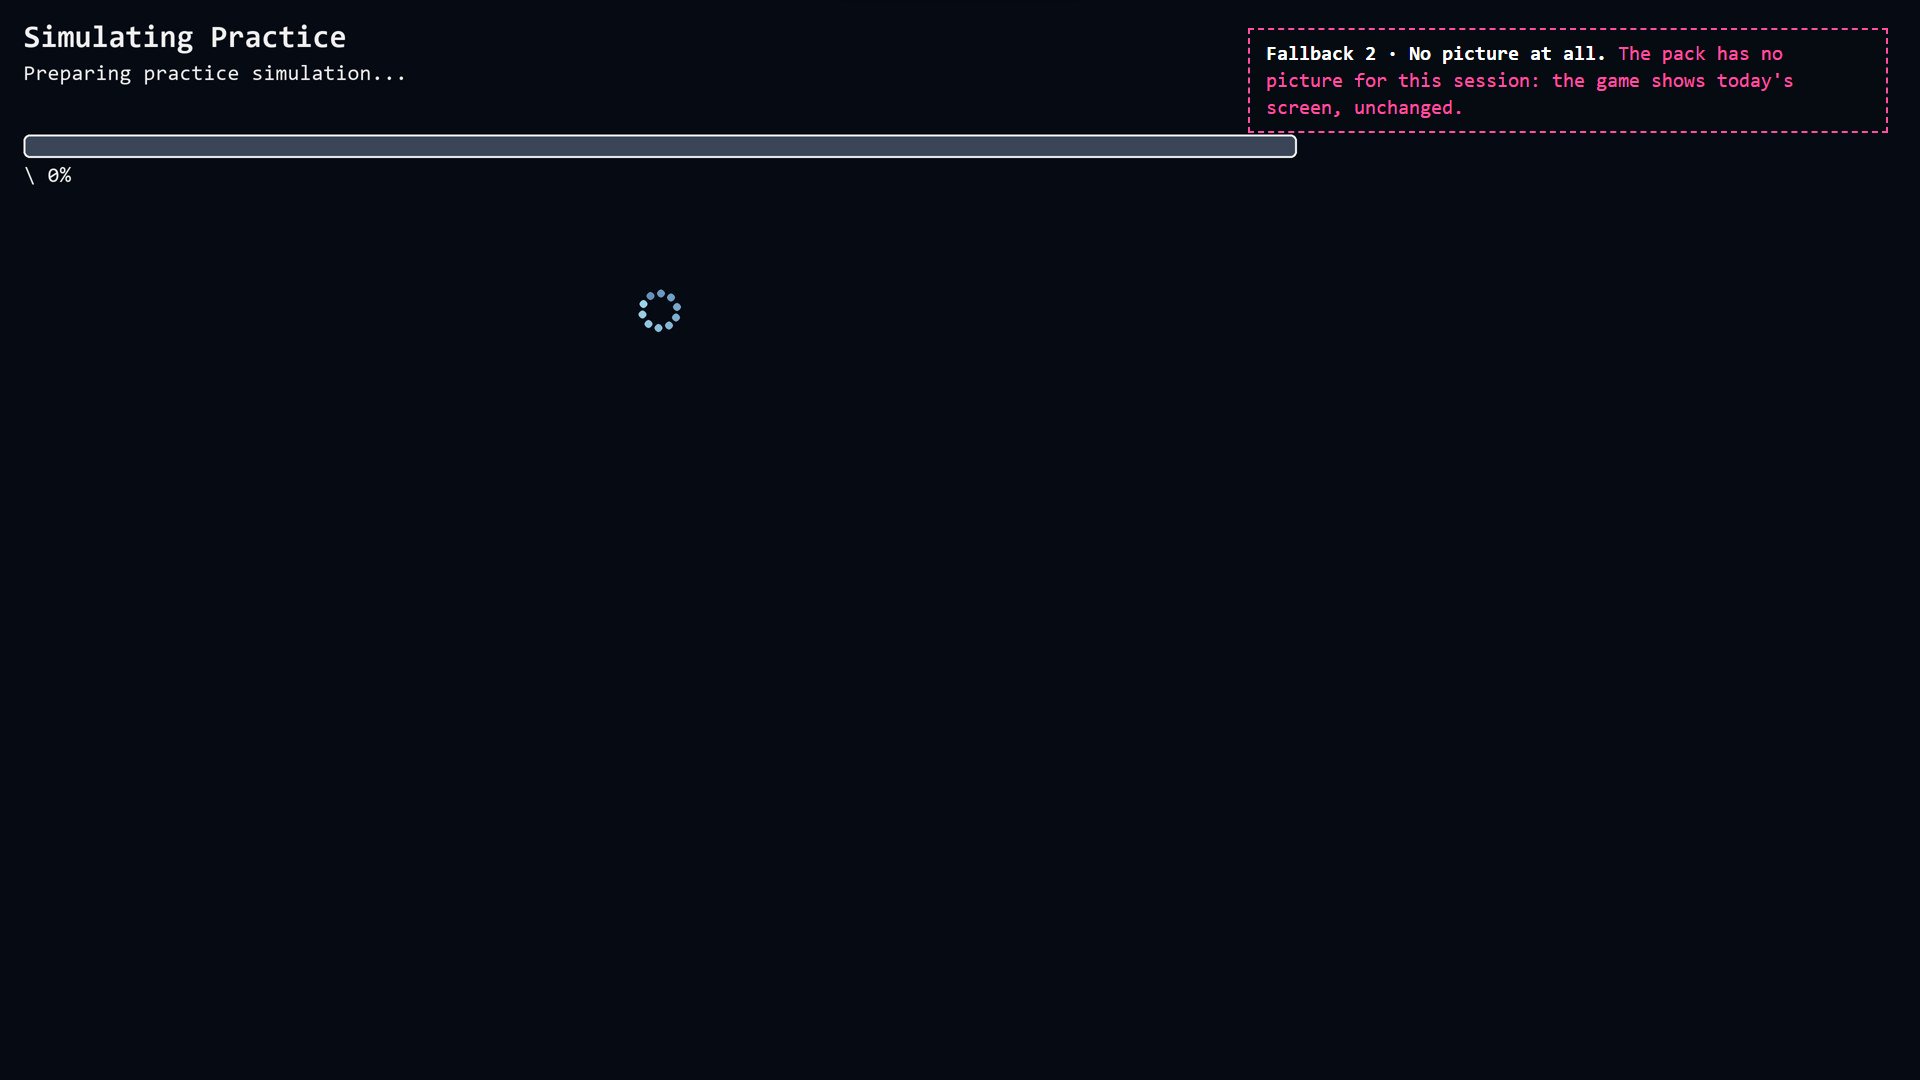 Simulating Practice
Preparing practice simulation...
Fallback 2 · No picture at all. The pack has no
picture for this session: the game shows today's
screen, unchanged.
\ 0%